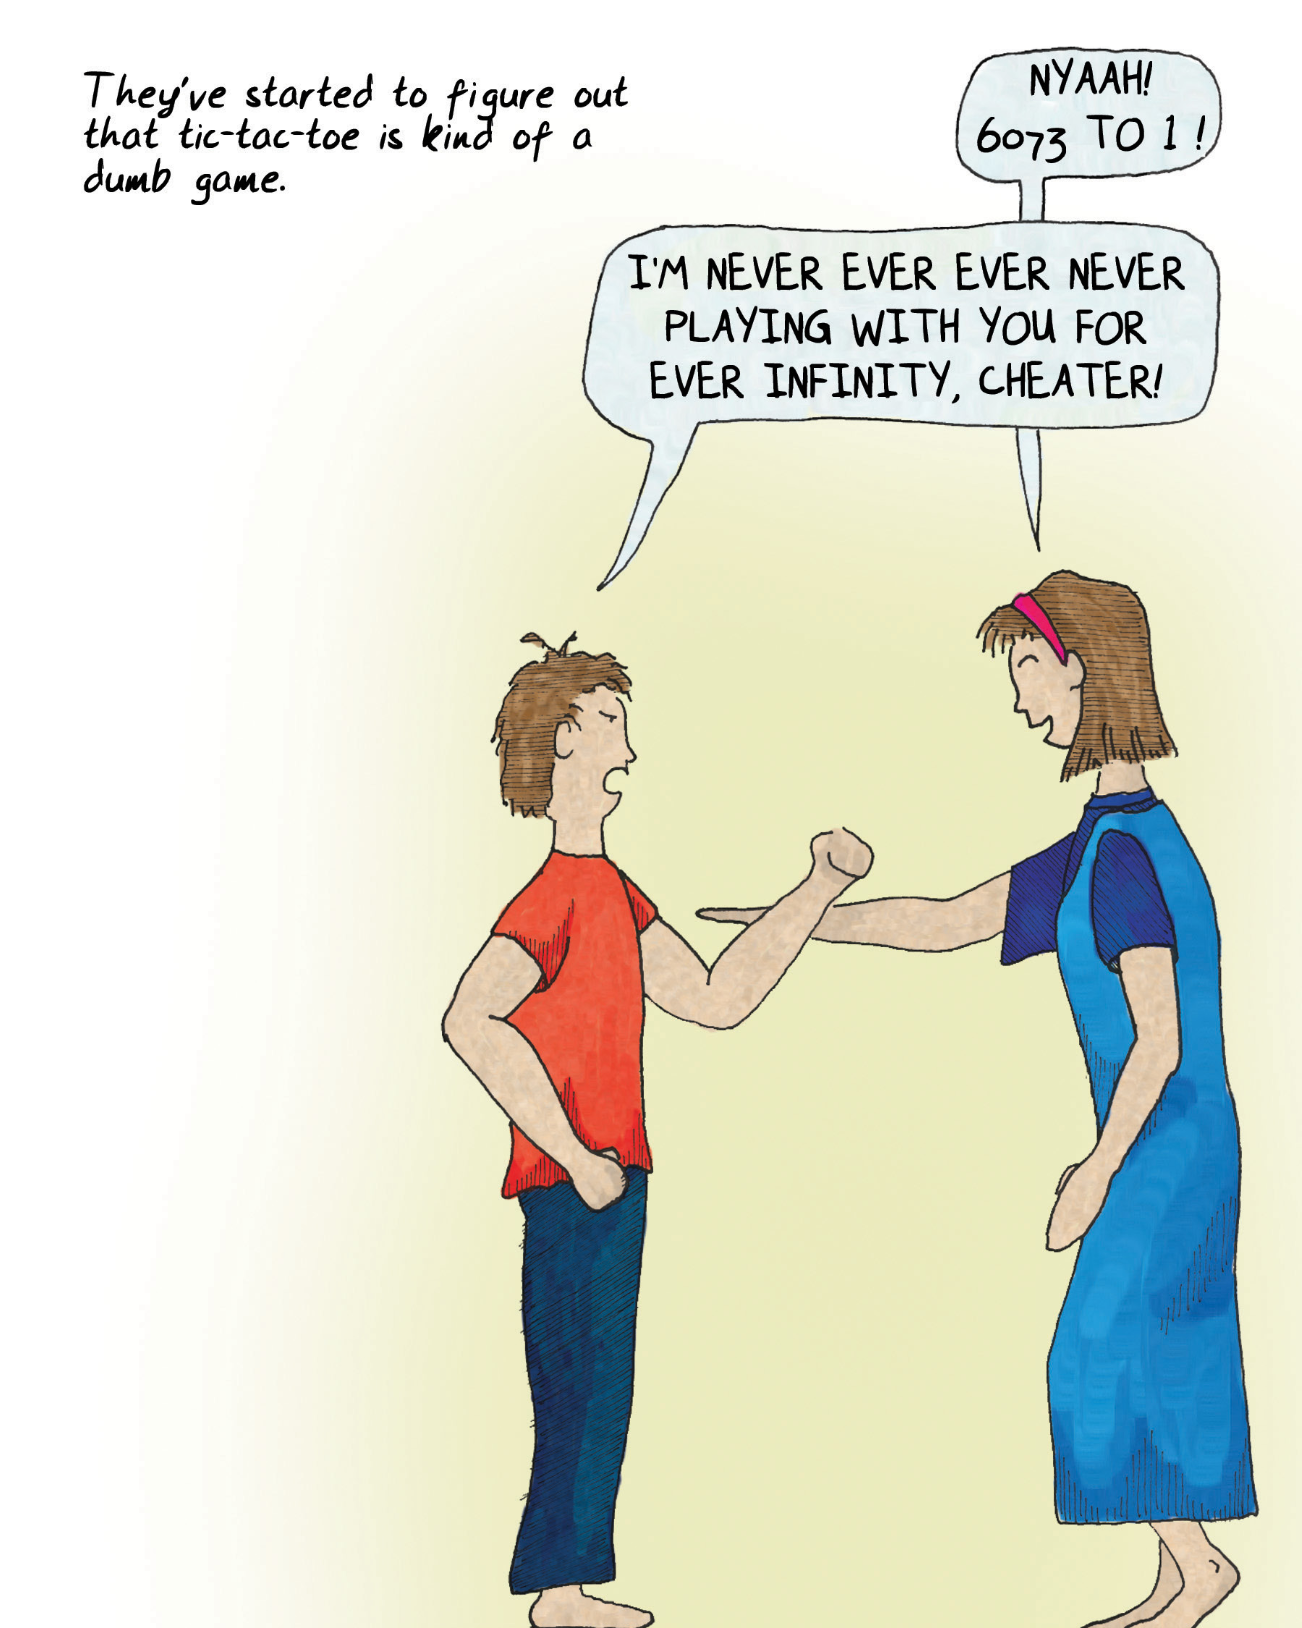 They've started to figure out
that tic-tac-toe is kind of a
dumb game.
NYAAH!
6073 TO 1!
I'M NEVER EVER EVER NEVER
PLAYING WITH YOU FOR
EVER INFINITY, CHEATER!